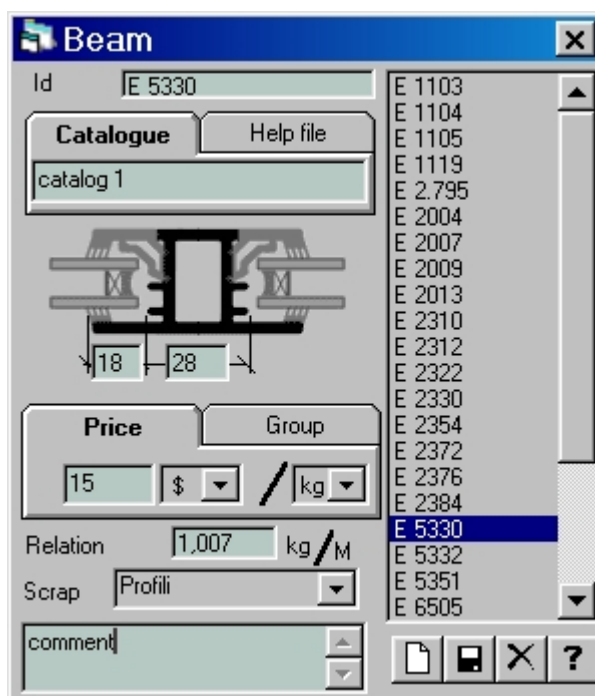 Beam
Id E 5330
Catalogue Help file
catalog 1
18 28
Price Group
15 $ / kg
Relation 1,007 kg/M
Scrap Profili
comment
E 1103
E 1104
E 1105
E 1119
E 2.795
E 2004
E 2007
E 2009
E 2013
E 2310
E 2312
E 2322
E 2330
E 2354
E 2372
E 2376
E 2384
E 5330
E 5332
E 5351
E 6505
?